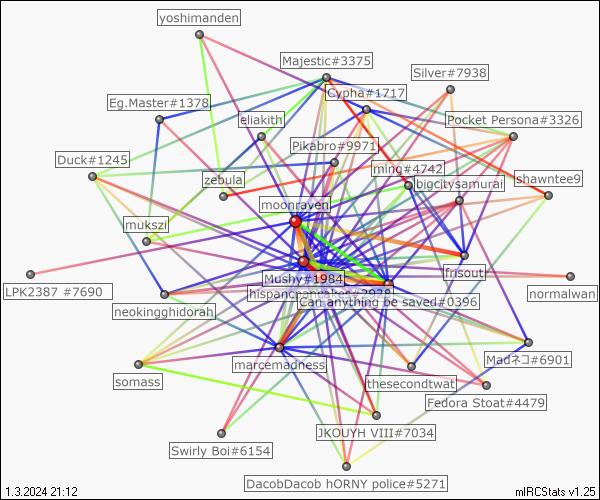 yoshimanden
Majestic#3375
Silver#7938
Cypha#1717
Eg.Master#1378
eliakith
Pocket Persona#3326
Pikabro#9971
Duck#1245
ming#4742
bigcitysamurai
shawntee9
zebula
moonraven
mukszi
frisout
Mushy#1984
LPK2387 #7690
hispanicpancakes#3928
normalwan
Can anything be saved#0396
neokingghidorah
Madネコ#6901
marcemadness
somass
thesecondtwat
Fedora Stoat#4479
JKOUYH VIII#7034
Swirly Boi#6154
DacobDacob hORNY police#5271
1.3.2024 21:12
mIRCStats v1.25